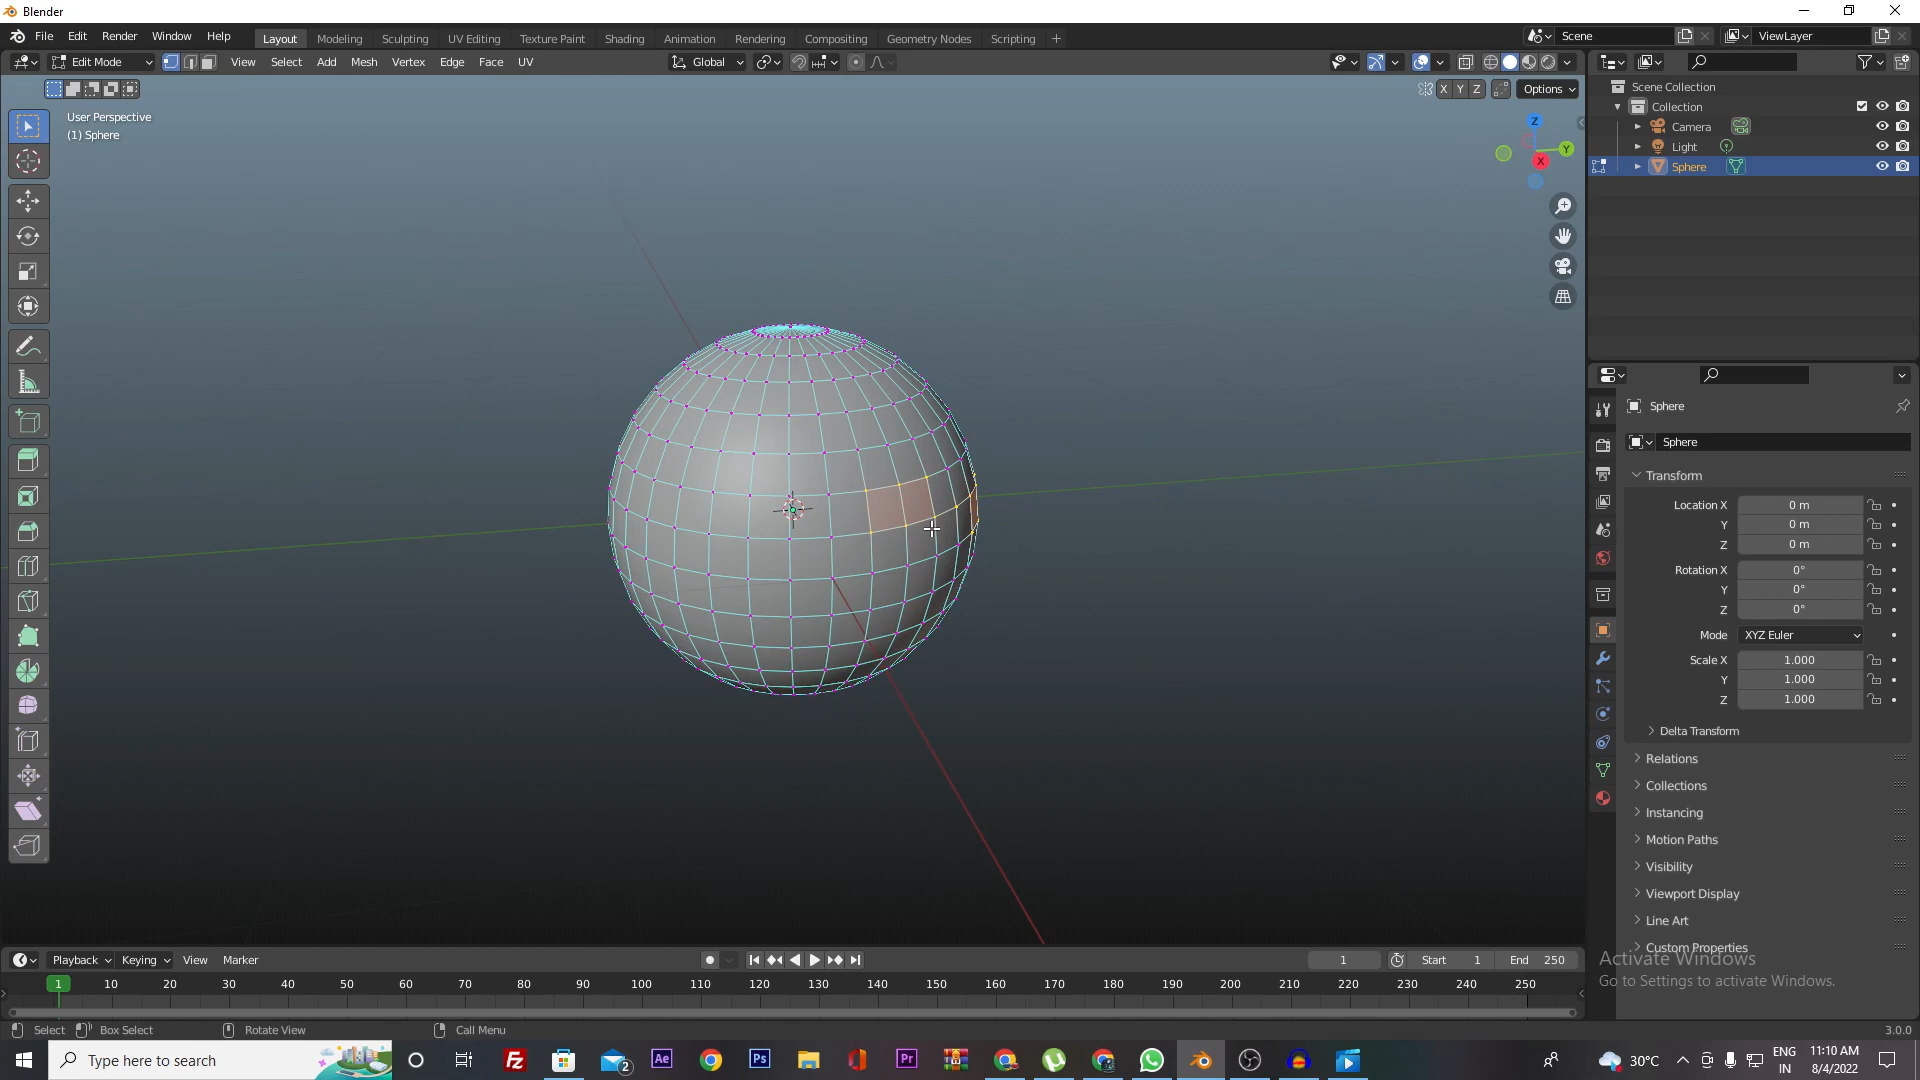 Blender
File Edit Render Window Help
Layout Modeling Sculpting UV Editing Texture Paint Shading Animation Rendering Compositing Geometry Nodes Scripting +
Scene
ViewLayer
Edit Mode
View Select Add Mesh Vertex Edge Face UV
Global
X Y Z
Options
User Perspective
(1) Sphere
Z
Y
X
Scene Collection
Collection
Camera
Light
Sphere
Sphere
Sphere
Transform
Location X 0 m
Y 0 m
Z 0 m
Rotation X 0°
Y 0°
Z 0°
Mode XYZ Euler
Scale X 1.000
Y 1.000
Z 1.000
Delta Transform
Relations
Collections
Instancing
Motion Paths
Visibility
Viewport Display
Line Art
Custom Properties
Activate Windows
Go to Settings to activate Windows.
Playback Keying View Marker
1
Start 1
End 250
1 10 20 30 40 50 60 70 80 90 100 110 120 130 140 150 160 170 180 190 200 210 220 230 240 250
Select Box Select Rotate View Call Menu
3.0.0
Type here to search
2
Ae
Ps
Pr
30°C
ENG
IN
11:10 AM
8/4/2022